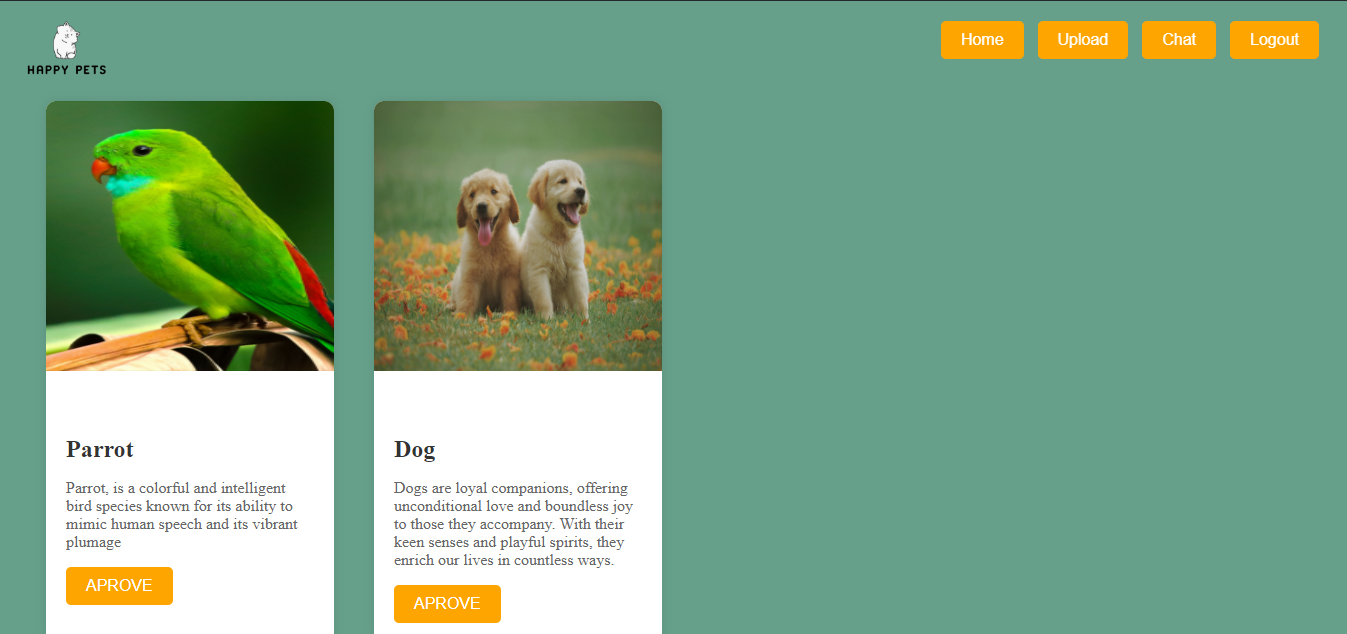 HAPPY PETS
Home Upload Chat Logout
Parrot
Parrot, is a colorful and intelligent
bird species known for its ability to
mimic human speech and its vibrant
plumage
APROVE
Dog
Dogs are loyal companions, offering
unconditional love and boundless joy
to those they accompany. With their
keen senses and playful spirits, they
enrich our lives in countless ways.
APROVE